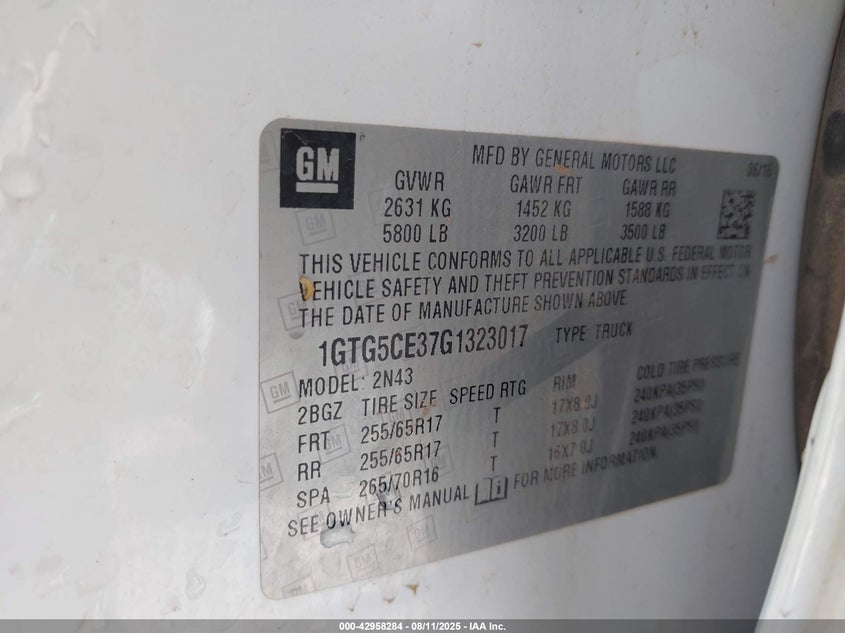 GM
MFD BY GENERAL MOTORS LLC 06/16
GVWR GAWR FRT GAWR RR
2631 KG 1452 KG 1588 KG
5800 LB 3200 LB 3500 LB
THIS VEHICLE CONFORMS TO ALL APPLICABLE U.S. FEDERAL MOTOR
VEHICLE SAFETY AND THEFT PREVENTION STANDARDS IN EFFECT ON
THE DATE OF MANUFACTURE SHOWN ABOVE.
1GTG5CE37G1323017 TYPE: TRUCK
MODEL: 2N43
2BGZ TIRE SIZE SPEED RTG RIM COLD TIRE PRESSURE
FRT 255/65R17 T 17X8.0J 240KPA(35PSI)
RR 255/65R17 T 17X8.0J 240KPA(35PSI)
SPA 265/70R16 T 16X7.0J 240KPA(35PSI)
SEE OWNER'S MANUAL FOR MORE INFORMATION.
000-42958284 - 08/11/2025 - IAA Inc.